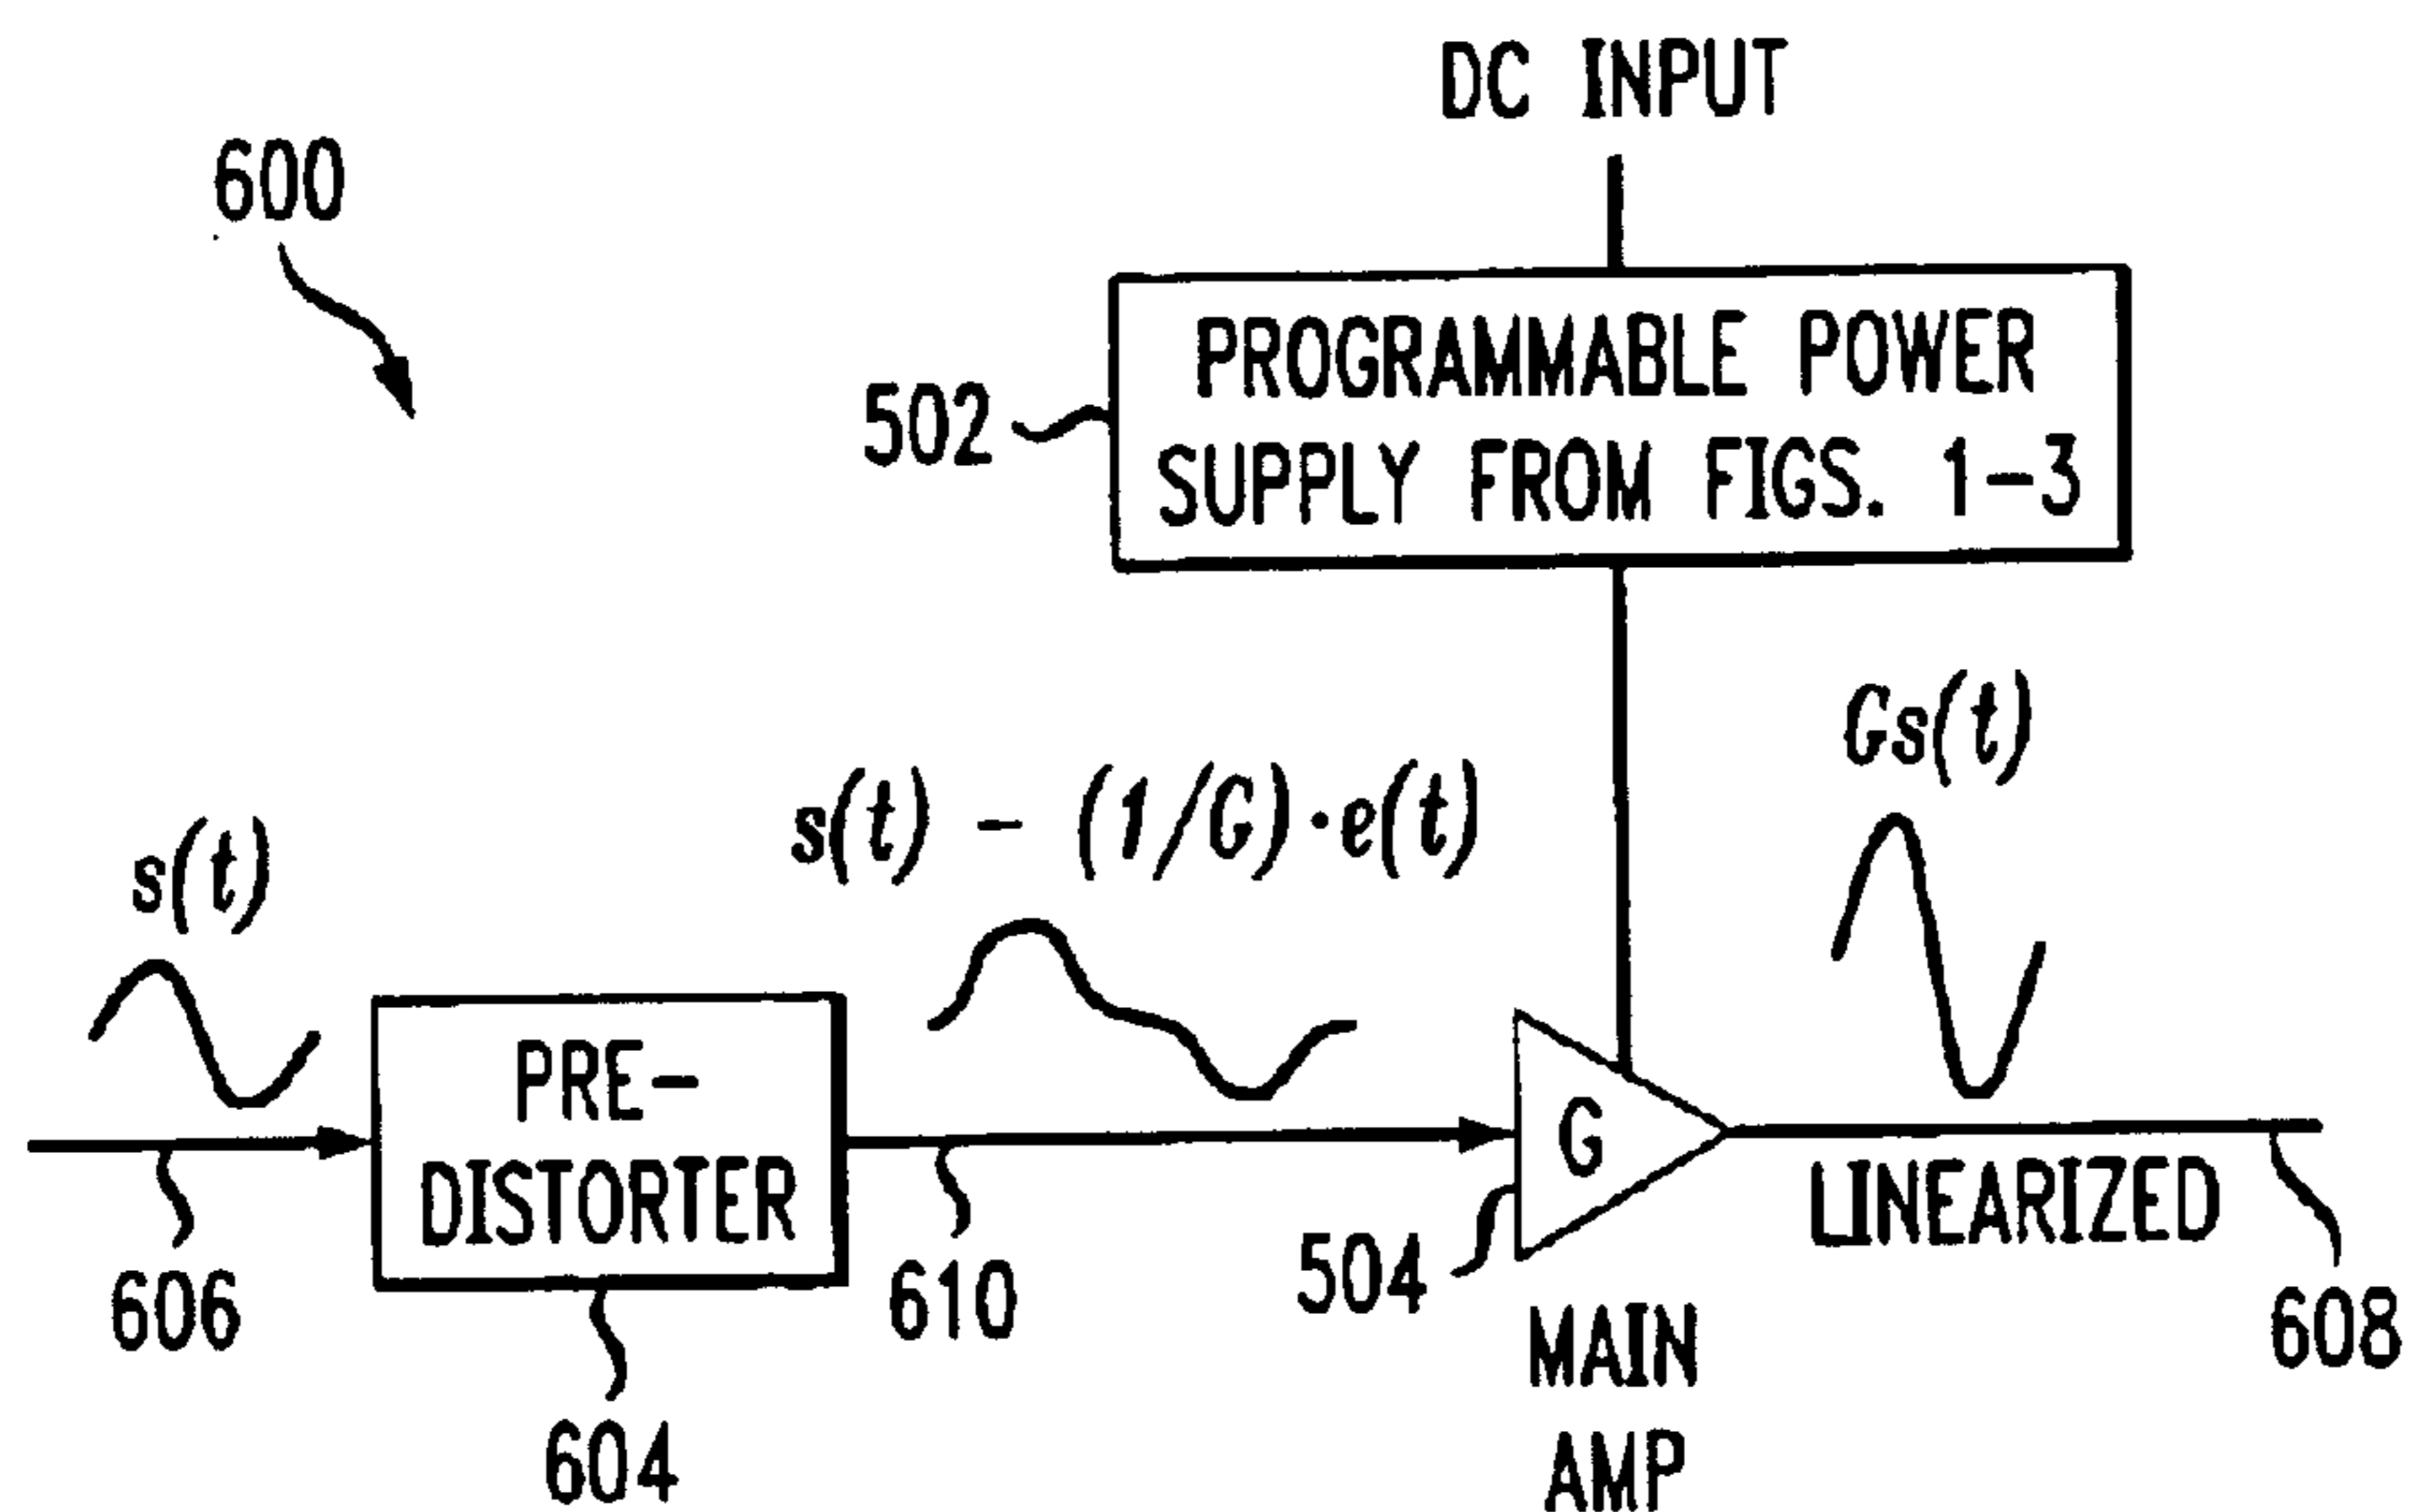 DC INPUT
600
PROGRAMMABLE POWER
SUPPLY FROM FIGS. 1-3
502
Gs(t)
s(t) - (1/G)·e(t)
s(t)
PRE-
DISTORTER
G
LINEARIZED
606
610
504
608
MAIN
AMP
604